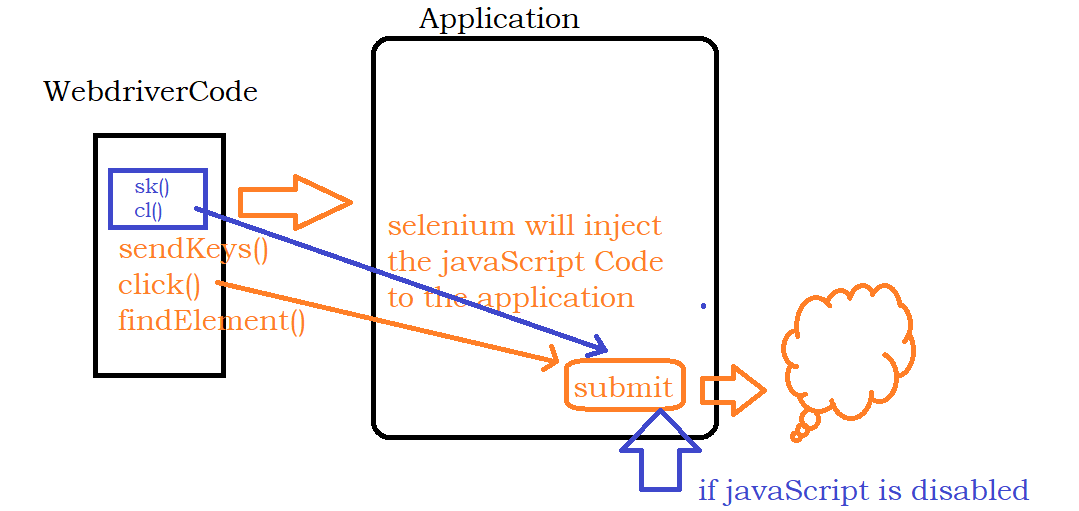 Application
WebdriverCode
sk()
cl()
sendKeys()
click()
findElement()
selenium will inject
the javaScript Code
to the application
submit
if javaScript is disabled